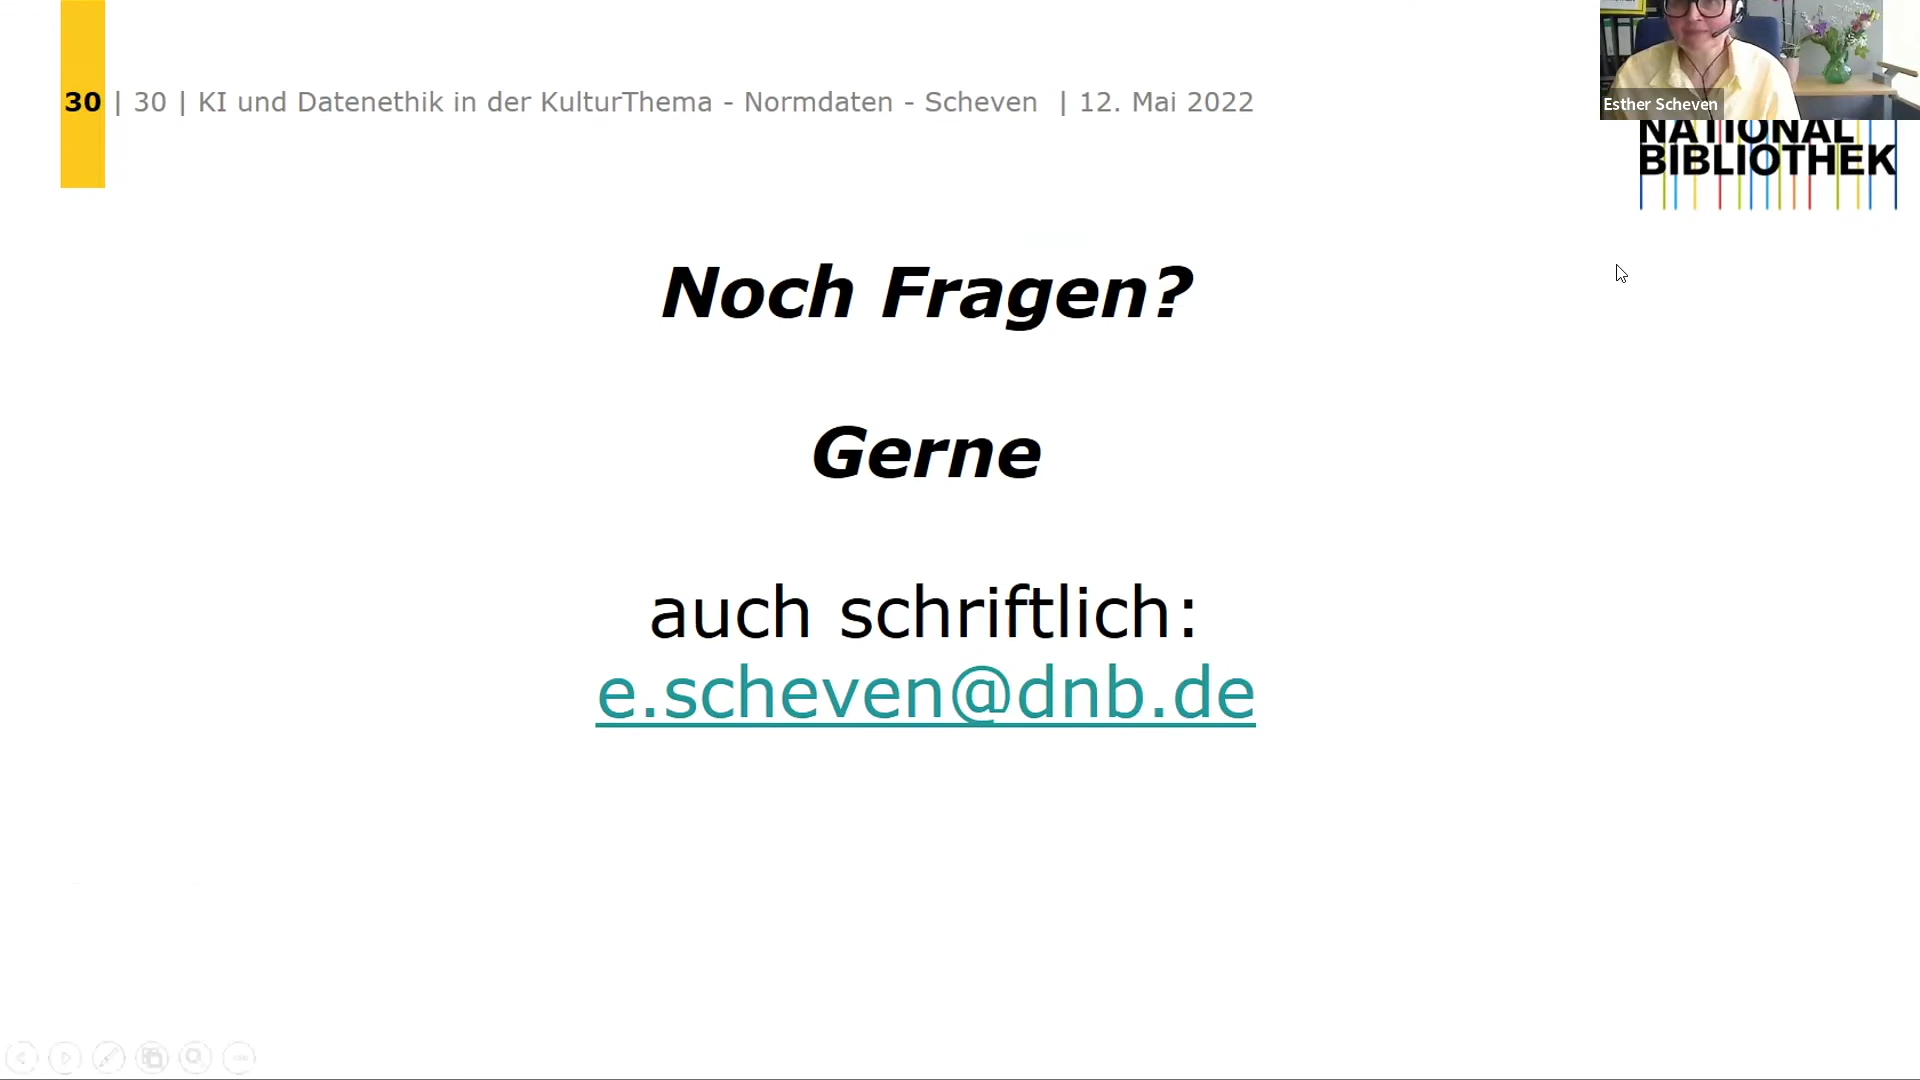 30 | 30 | KI und Datenethik in der KulturThema - Normdaten - Scheven | 12. Mai 2022
Esther Scheven
NATIONAL
BIBLIOTHEK
Noch Fragen?
Gerne
auch schriftlich:
e.scheven@dnb.de